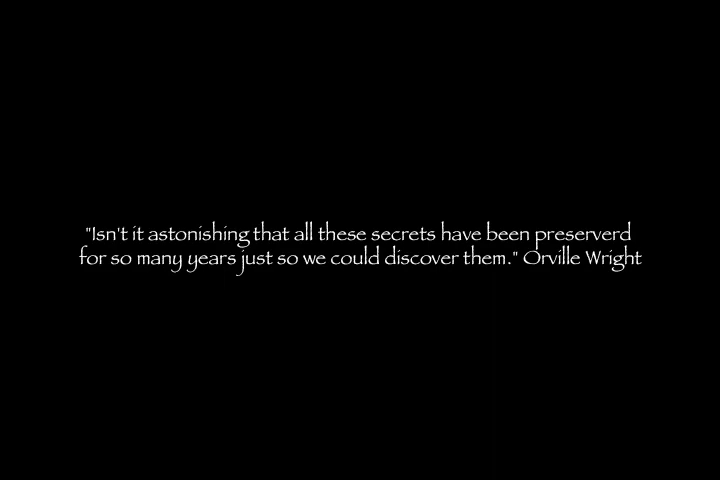 "Isn't it astonishing that all these secrets have been preserverd
for so many years just so we could discover them." Orville Wright